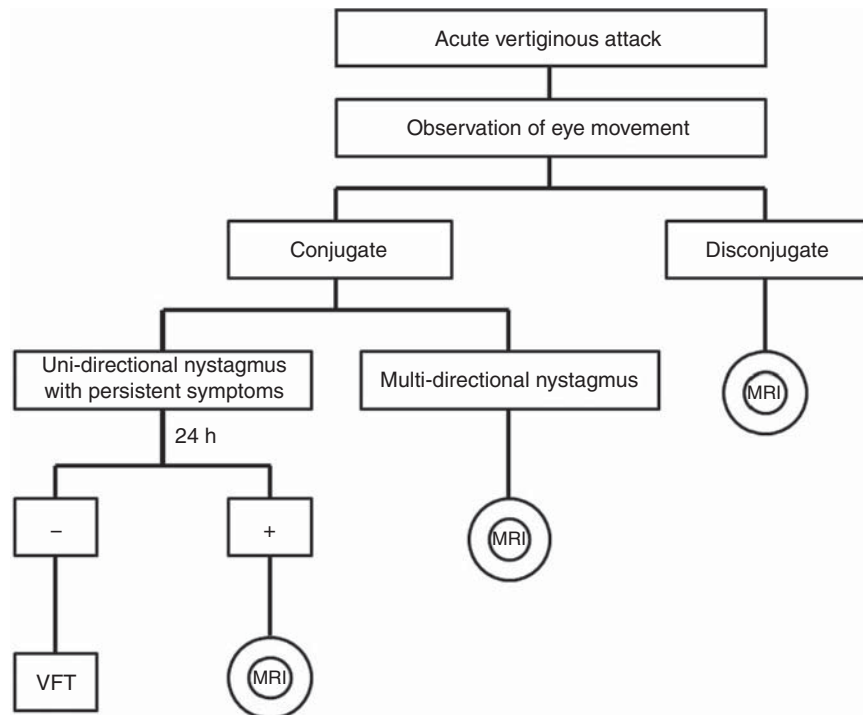 Acute vertiginous attack
Observation of eye movement
Conjugate
Disconjugate
Uni-directional nystagmus
with persistent symptoms
Multi-directional nystagmus
MRI
24 h
–
+
MRI
VFT
MRI